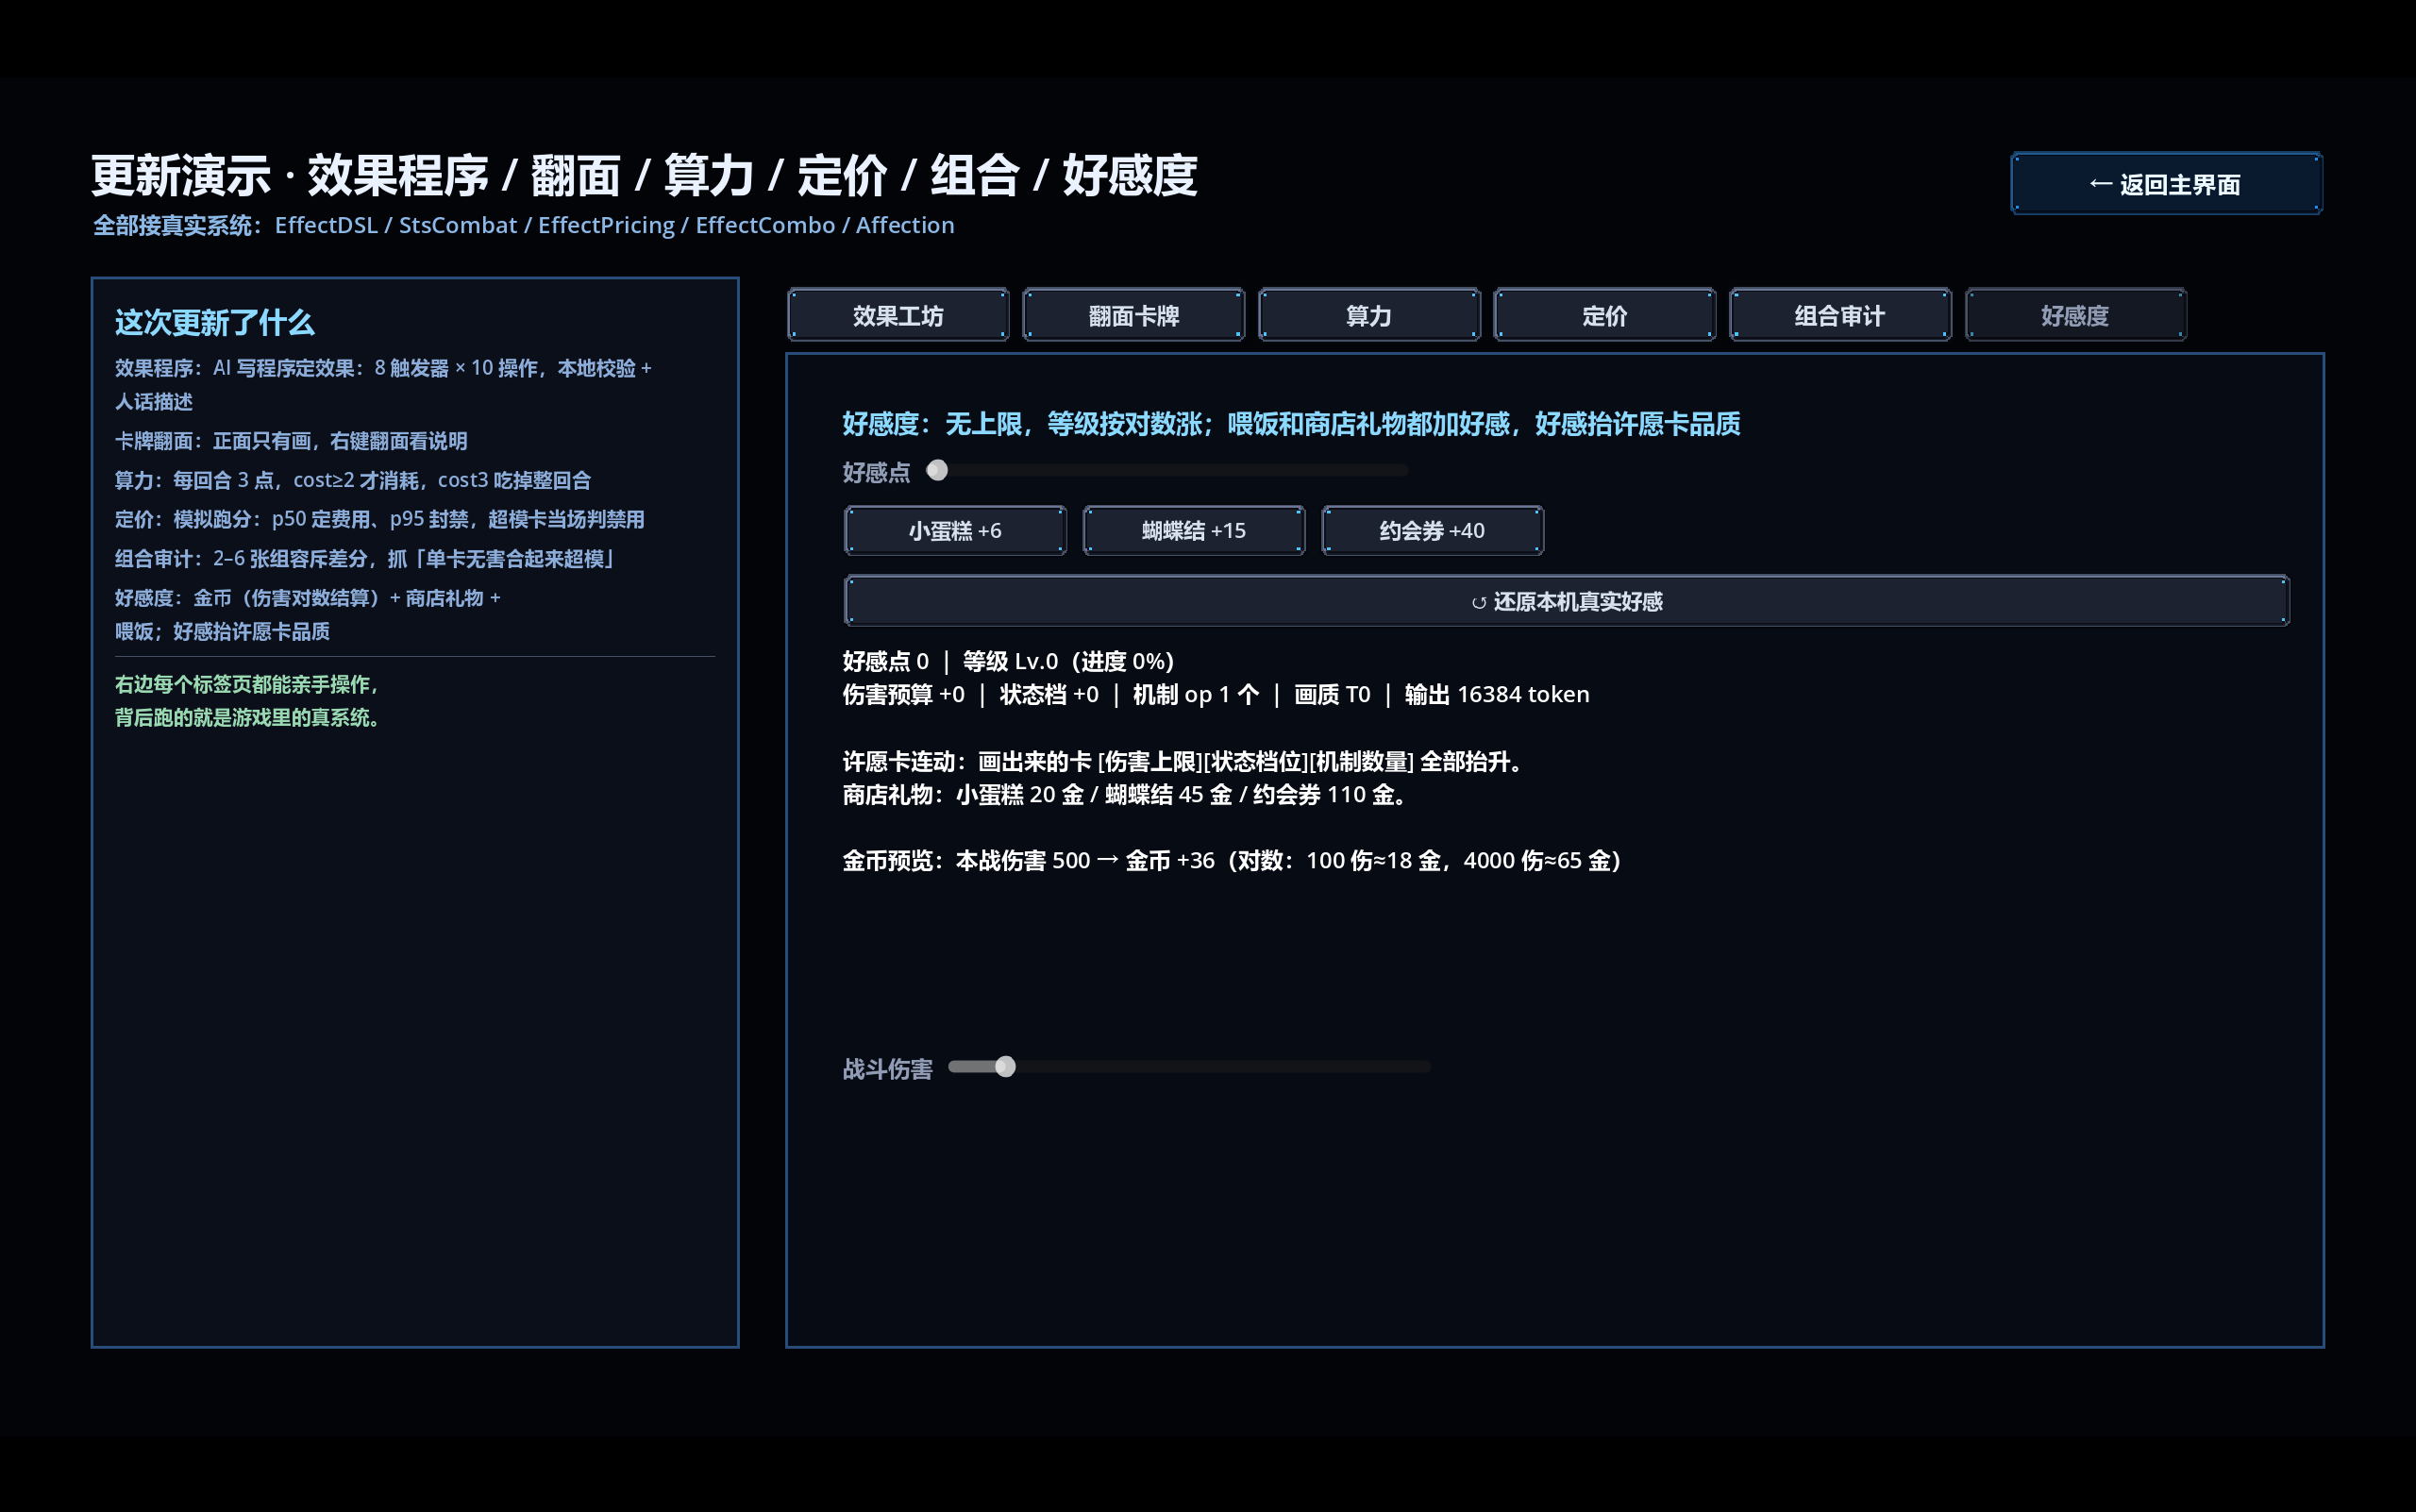 更新演示 · 效果程序 / 翻面 / 算力 / 定价 / 组合 / 好感度
全部接真实系统：EffectDSL / StsCombat / EffectPricing / EffectCombo / Affection
← 返回主界面
这次更新了什么
效果程序：AI 写程序定效果：8 触发器 × 10 操作，本地校验 +
人话描述
卡牌翻面：正面只有画，右键翻面看说明
算力：每回合 3 点，cost≥2 才消耗，cost3 吃掉整回合
定价：模拟跑分：p50 定费用、p95 封禁，超模卡当场判禁用
组合审计：2–6 张组容斥差分，抓「单卡无害合起来超模」
好感度：金币（伤害对数结算）+ 商店礼物 +
喂饭；好感抬许愿卡品质
右边每个标签页都能亲手操作，
背后跑的就是游戏里的真系统。
效果工坊
翻面卡牌
算力
定价
组合审计
好感度
好感度：无上限，等级按对数涨；喂饭和商店礼物都加好感，好感抬许愿卡品质
好感点
小蛋糕 +6
蝴蝶结 +15
约会券 +40
↺ 还原本机真实好感
好感点 0 ｜ 等级 Lv.0（进度 0%）
伤害预算 +0 ｜ 状态档 +0 ｜ 机制 op 1 个 ｜ 画质 T0 ｜ 输出 16384 token
许愿卡连动：画出来的卡 [伤害上限][状态档位][机制数量] 全部抬升。
商店礼物：小蛋糕 20 金 / 蝴蝶结 45 金 / 约会券 110 金。
金币预览：本战伤害 500 → 金币 +36（对数：100 伤≈18 金，4000 伤≈65 金）
战斗伤害